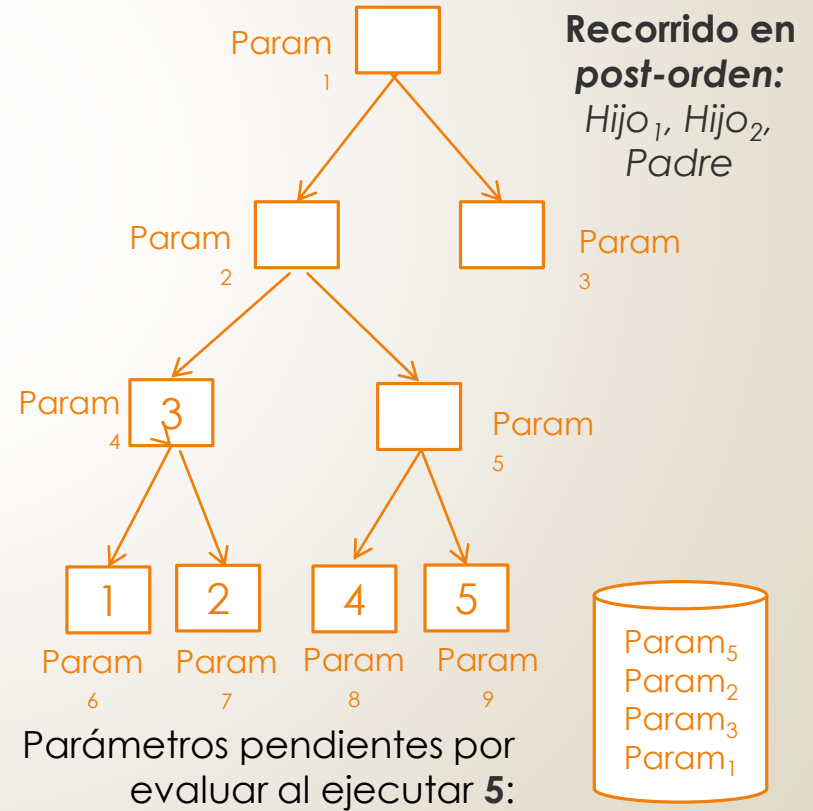 Recorrido en
post-orden:
Hijo₁, Hijo₂,
Padre
Param
1
Param
2
Param
3
Param
4
3
Param
5
1
2
4
5
Param
6
Param
7
Param
8
Param
9
Parámetros pendientes por
evaluar al ejecutar 5:
Param₅
Param₂
Param₃
Param₁